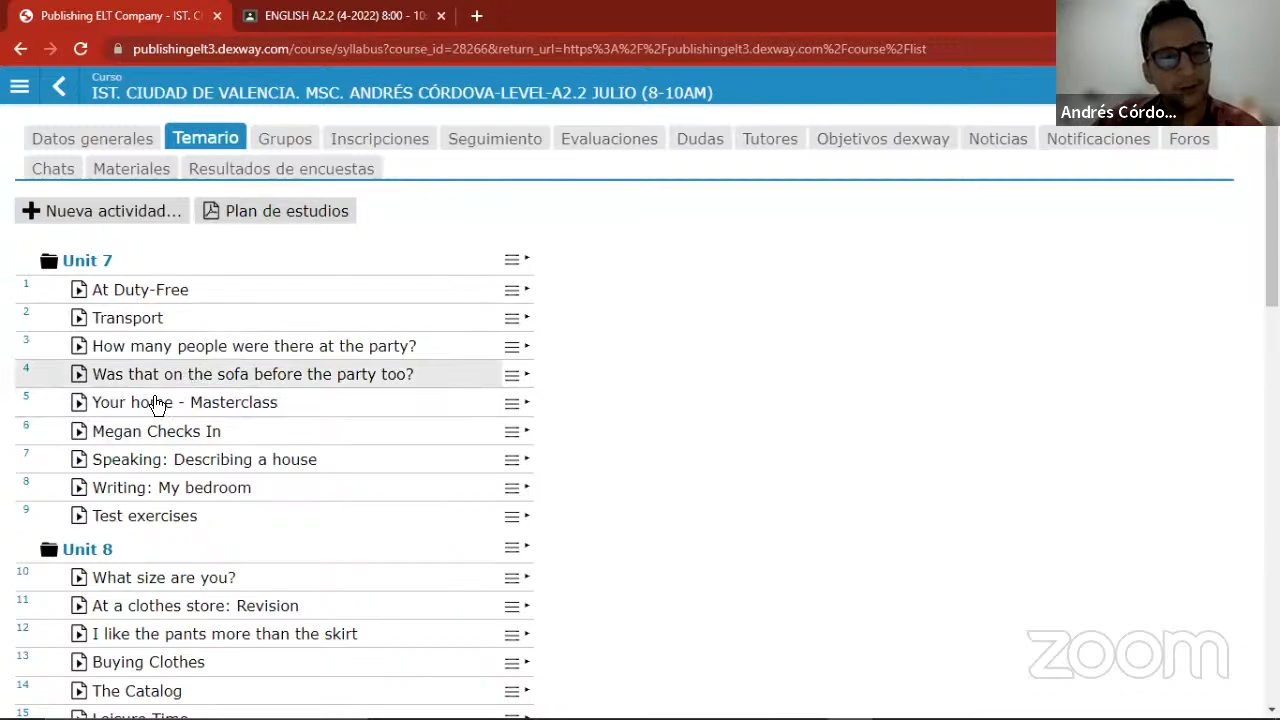 Publishing ELT Company - IST. C
ENGLISH A2.2 (4-2022) 8:00 - 10:
publishingelt3.dexway.com/course/syllabus?course_id=28266&return_url=https%3A%2F%2Fpublishingelt3.dexway.com%2Fcourse%2Flist
Curso
IST. CIUDAD DE VALENCIA. MSC. ANDRÉS CÓRDOVA-LEVEL-A2.2 JULIO (8-10AM)
Andrés Córdo...
Datos generales Temario Grupos Inscripciones Seguimiento Evaluaciones Dudas Tutores Objetivos dexway Noticias Notificaciones Foros
Chats Materiales Resultados de encuestas
Nueva actividad... Plan de estudios
Unit 7
1 At Duty-Free
2 Transport
3 How many people were there at the party?
4 Was that on the sofa before the party too?
5 Your home - Masterclass
6 Megan Checks In
7 Speaking: Describing a house
8 Writing: My bedroom
9 Test exercises
Unit 8
10 What size are you?
11 At a clothes store: Revision
12 I like the pants more than the skirt
13 Buying Clothes
14 The Catalog
15 Leisure Time
zoom